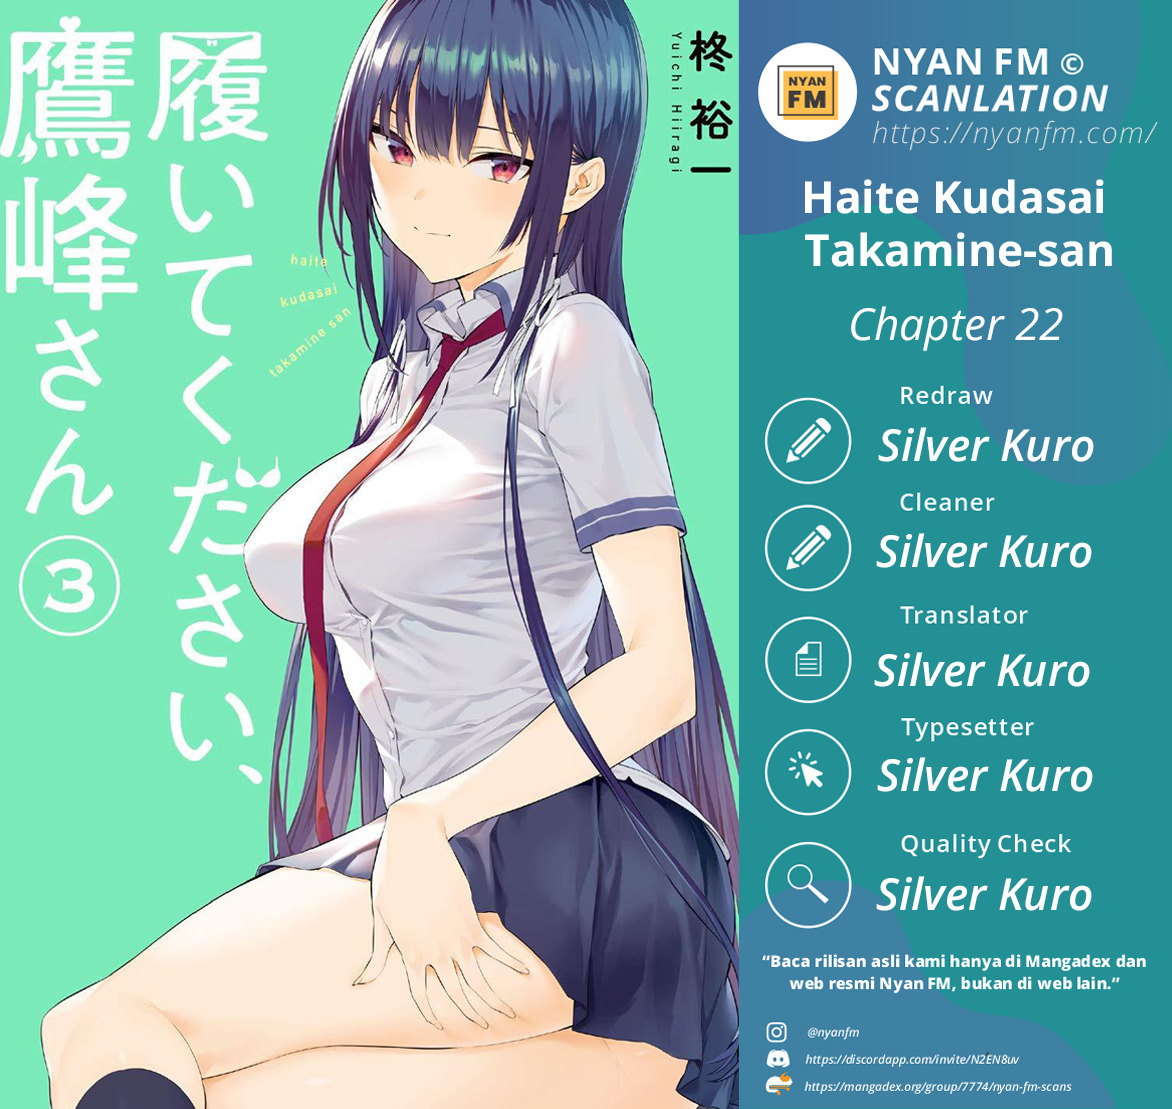 履いてください、
鷹峰さん
③
haite
kudasai
takamine san
柊裕一
Yuichi Hiiragi
NYAN
FM
NYAN FM ©
SCANLATION
https://nyanfm.com/
Haite Kudasai
Takamine-san
Chapter 22
Redraw
Silver Kuro
Cleaner
Silver Kuro
Translator
Silver Kuro
Typesetter
Silver Kuro
Quality Check
Silver Kuro
“Baca rilisan asli kami hanya di Mangadex dan
web resmi Nyan FM, bukan di web lain.”
@nyanfm
https://discordapp.com/invite/N2EN8uv
https://mangadex.org/group/7774/nyan-fm-scans